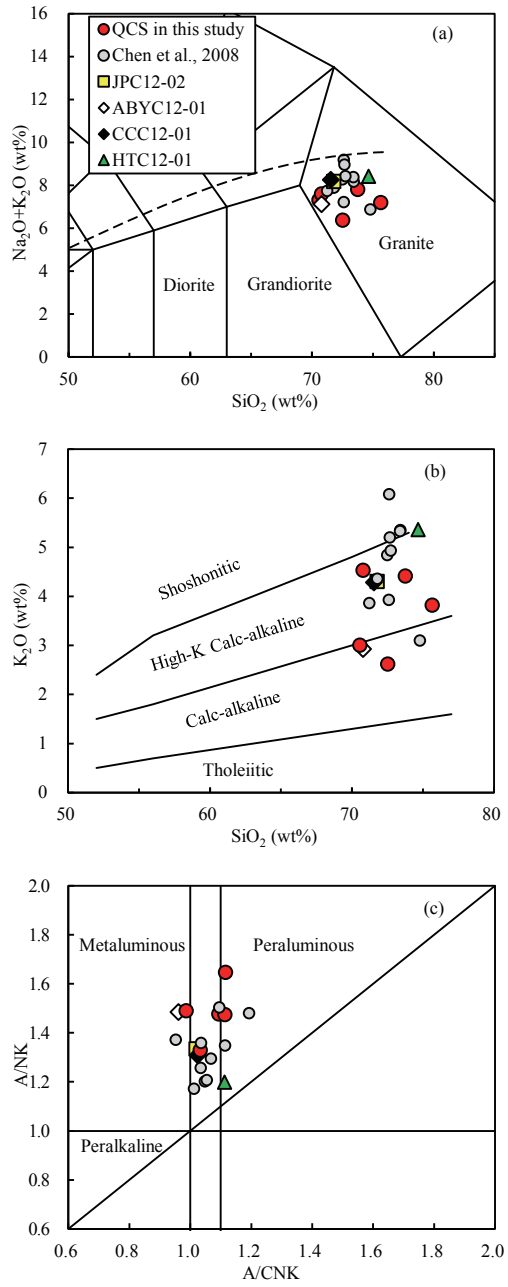 16
14
12
10
8
6
4
2
0
Na₂O+K₂O (wt%)
QCS in this study
Chen et al., 2008
JPC12-02
ABYC12-01
CCC12-01
HTC12-01
(a)
Diorite
Grandiorite
Granite
50 60 70 80
SiO₂ (wt%)
7
6
5
4
3
2
1
0
K₂O (wt%)
(b)
Shoshonitic
High-K Calc-alkaline
Calc-alkaline
Tholeiitic
50 60 70 80
SiO₂ (wt%)
2.0
1.8
1.6
1.4
1.2
1.0
0.8
0.6
A/NK
(c)
Metaluminous
Peraluminous
Peralkaline
0.6 0.8 1.0 1.2 1.4 1.6 1.8 2.0
A/CNK